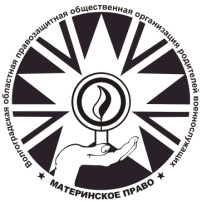 Волгоградская областная правозащитная общественная организация родителей военнослужащих
МАТЕРИНСКОЕ ПРАВО